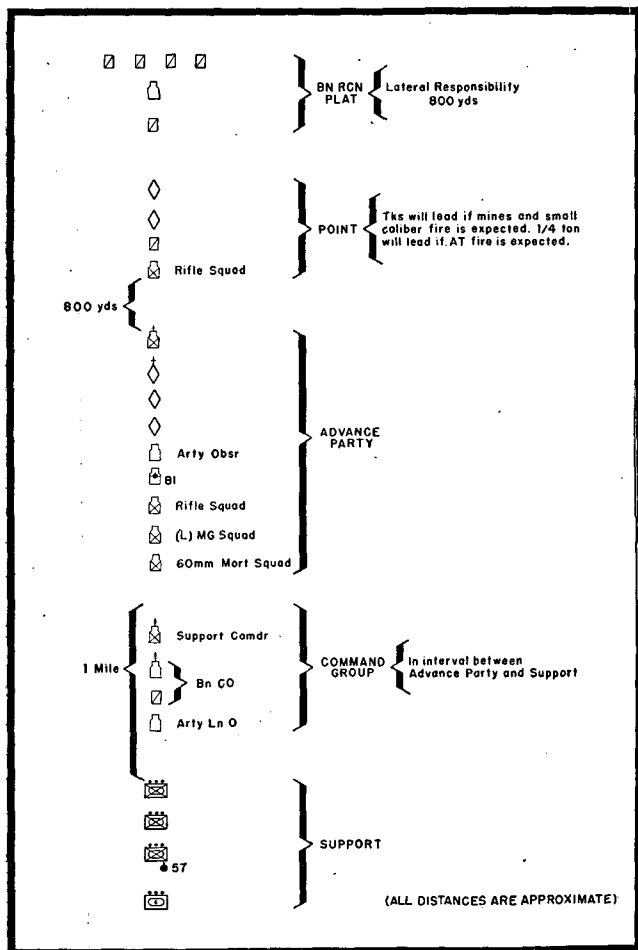 BN RCN
PLAT
Lateral Responsibility
800 yds
POINT
Tks will lead if mines and small
caliber fire is expected. 1/4 ton
will lead if AT fire is expected.
Rifle Squad
800 yds
ADVANCE
PARTY
Arty Obsr
81
Rifle Squad
(L) MG Squad
60mm Mort Squad
1 Mile
Support Comdr
Bn CO
Arty Ln O
COMMAND
GROUP
In interval between
Advance Party and Support
SUPPORT
57
(ALL DISTANCES ARE APPROXIMATE)